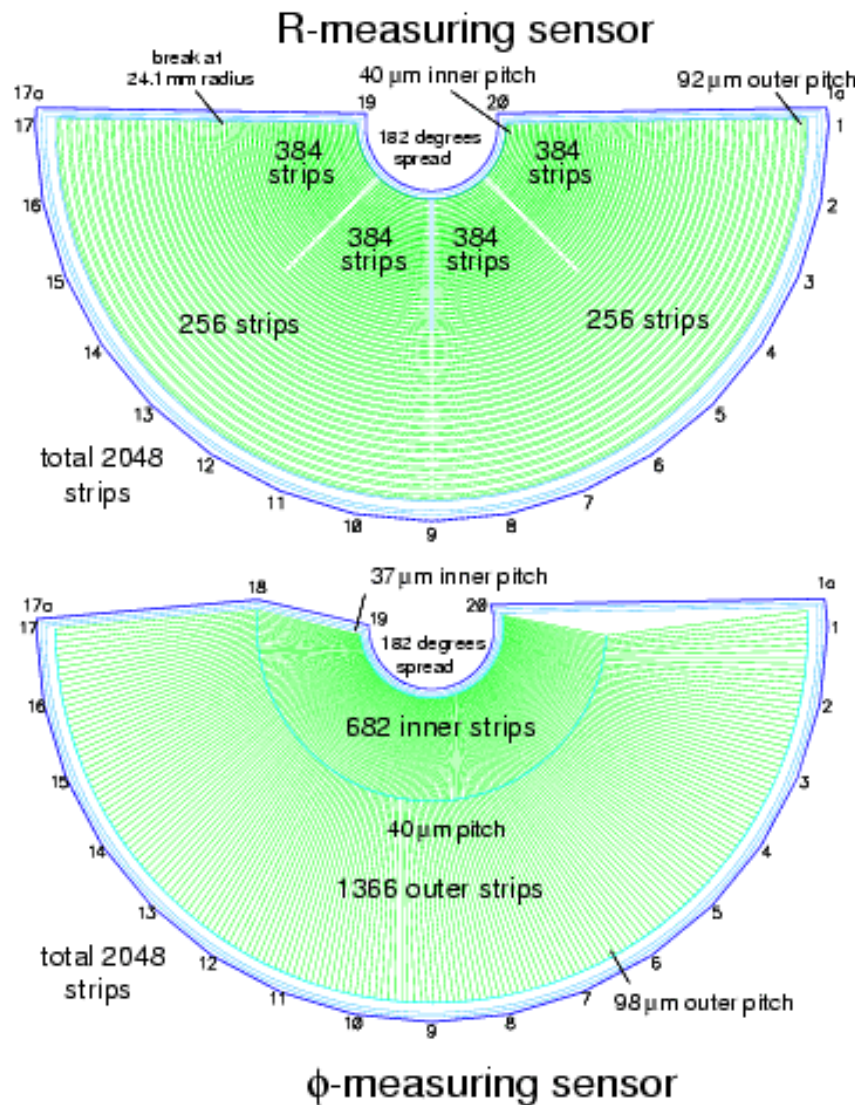 R-measuring sensor
break at
24.1 mm radius
40 μm inner pitch
92 μm outer pitch
17a
19
20
1a
17
182 degrees
spread
1
384
strips
384
strips
16
2
384
strips
384
strips
15
3
256 strips
256 strips
14
4
13
5
total 2048
strips
12
6
11
7
10
8
9
37 μm inner pitch
18
17a
20
1a
17
19
182 degrees
spread
1
16
2
682 inner strips
15
3
40 μm pitch
14
4
1366 outer strips
13
5
total 2048
strips
12
6
11
7
98 μm outer pitch
10
8
9
ϕ-measuring sensor